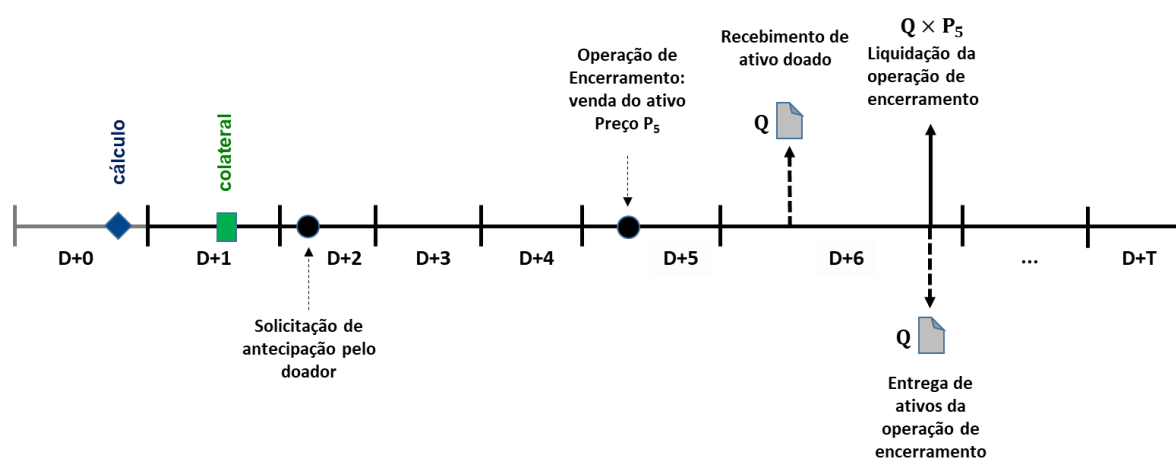 cálculo
colateral
Operação de
Encerramento:
venda do ativo
Preço P₅
Recebimento de
ativo doado
Q
Q × P₅
Liquidação da
operação de
encerramento
D+0
D+1
D+2
D+3
D+4
D+5
D+6
...
D+T
Solicitação de
antecipação pelo
doador
Q
Entrega de
ativos da
operação de
encerramento